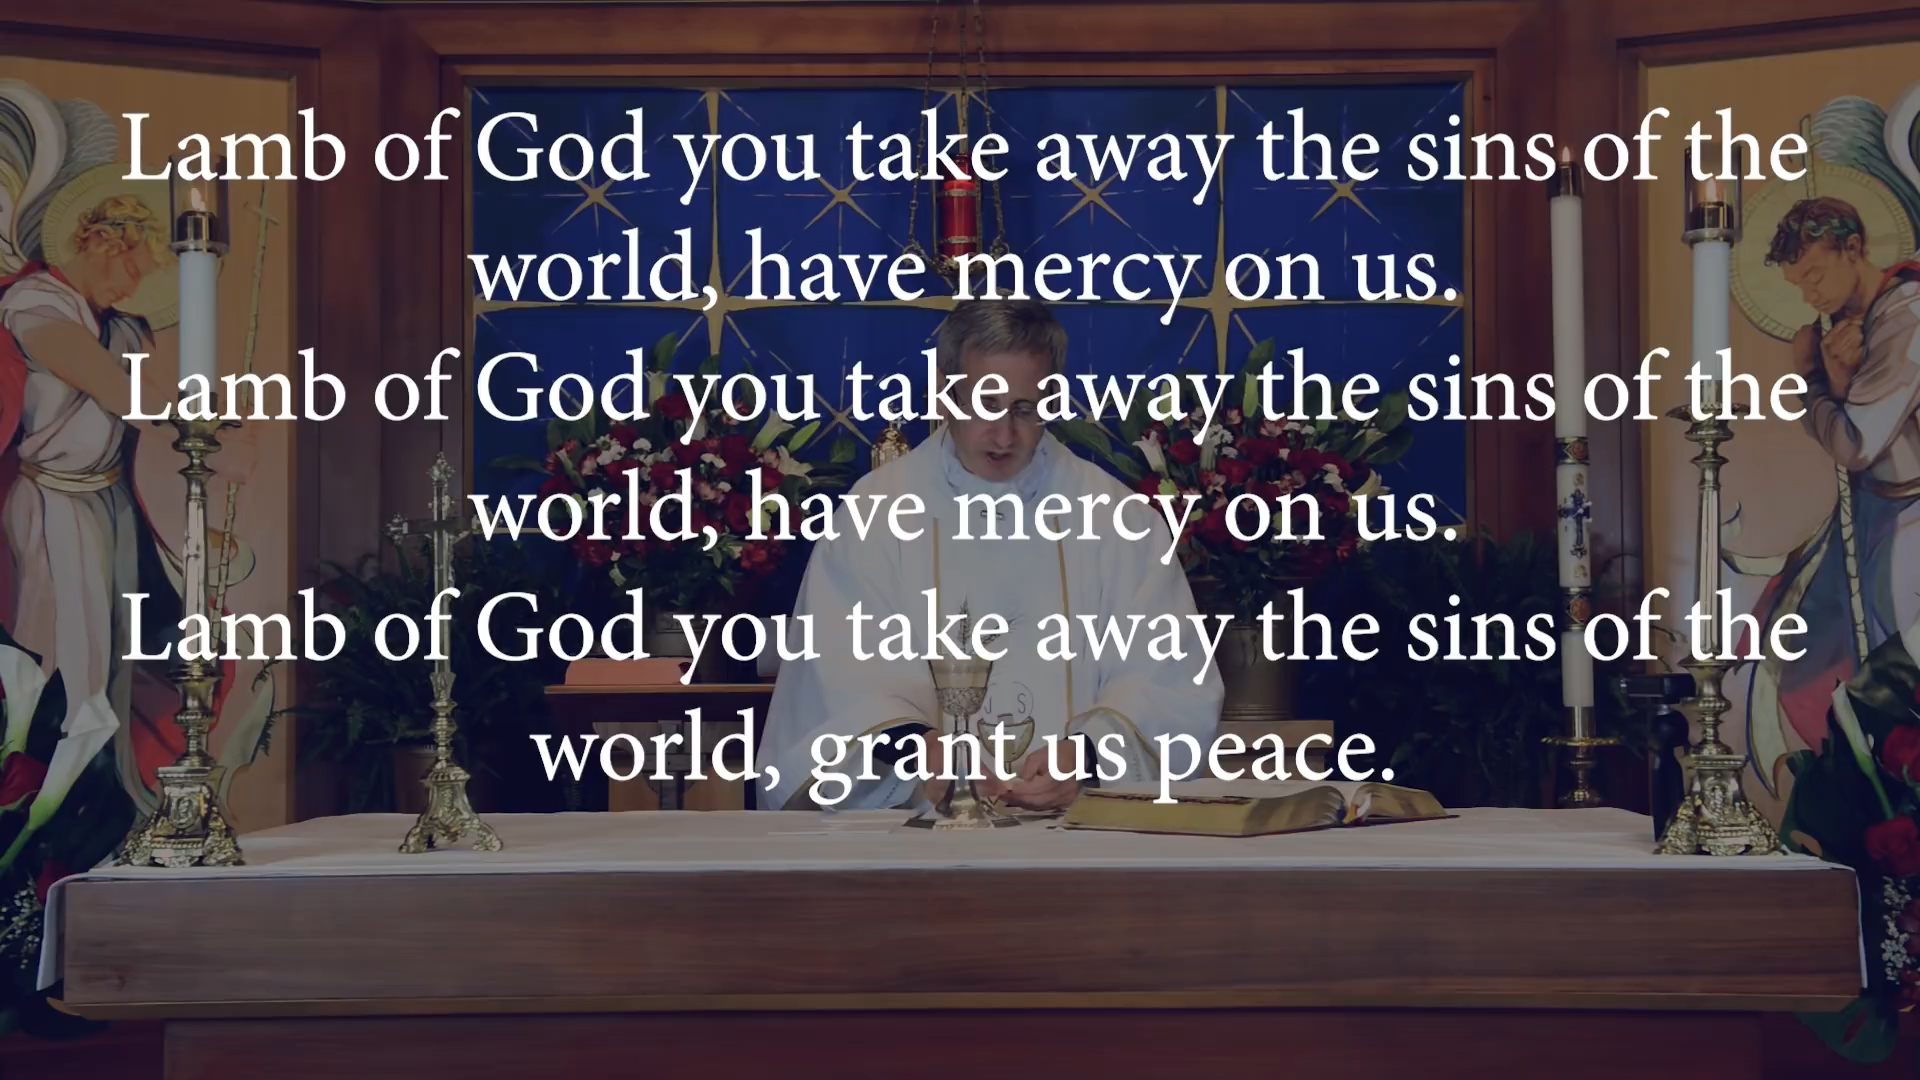 Lamb of God you take away the sins of the
world, have mercy on us.
Lamb of God you take away the sins of the
world, have mercy on us.
Lamb of God you take away the sins of the
world, grant us peace.
J S